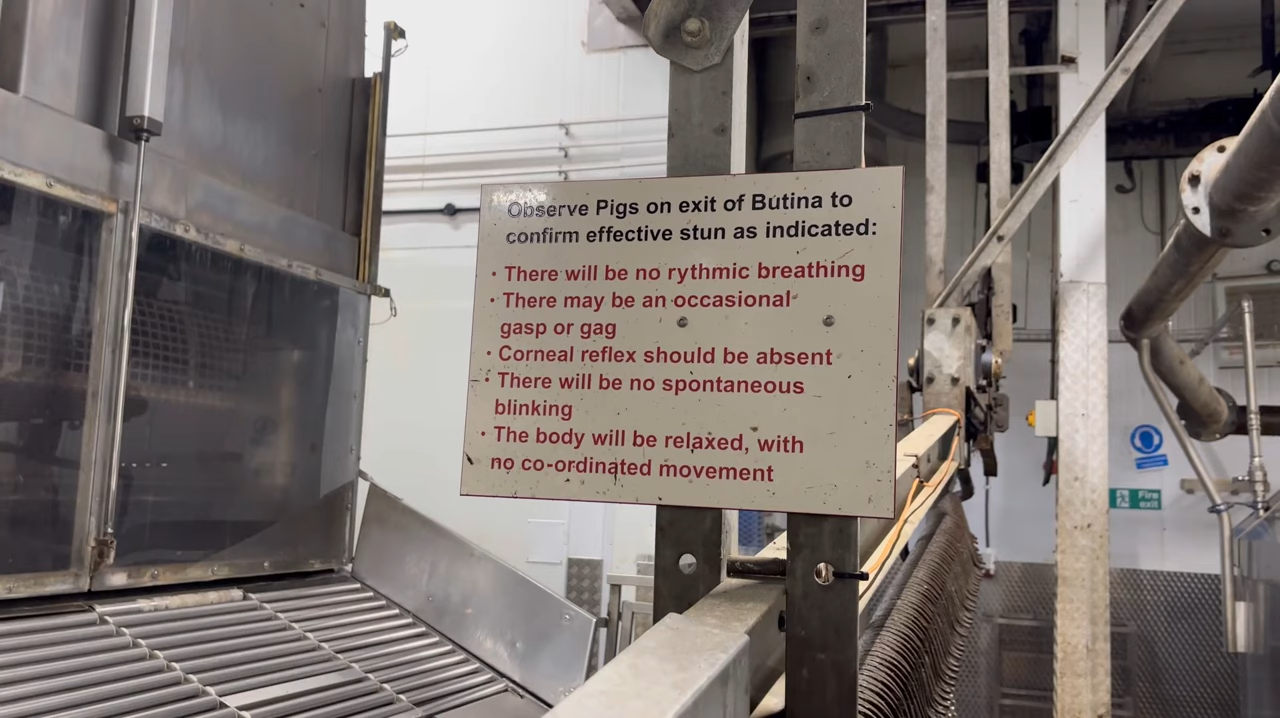 Observe Pigs on exit of Butina to
confirm effective stun as indicated:
• There will be no rythmic breathing
• There may be an occasional
gasp or gag
• Corneal reflex should be absent
• There will be no spontaneous
blinking
• The body will be relaxed, with
no co-ordinated movement
Fire
exit